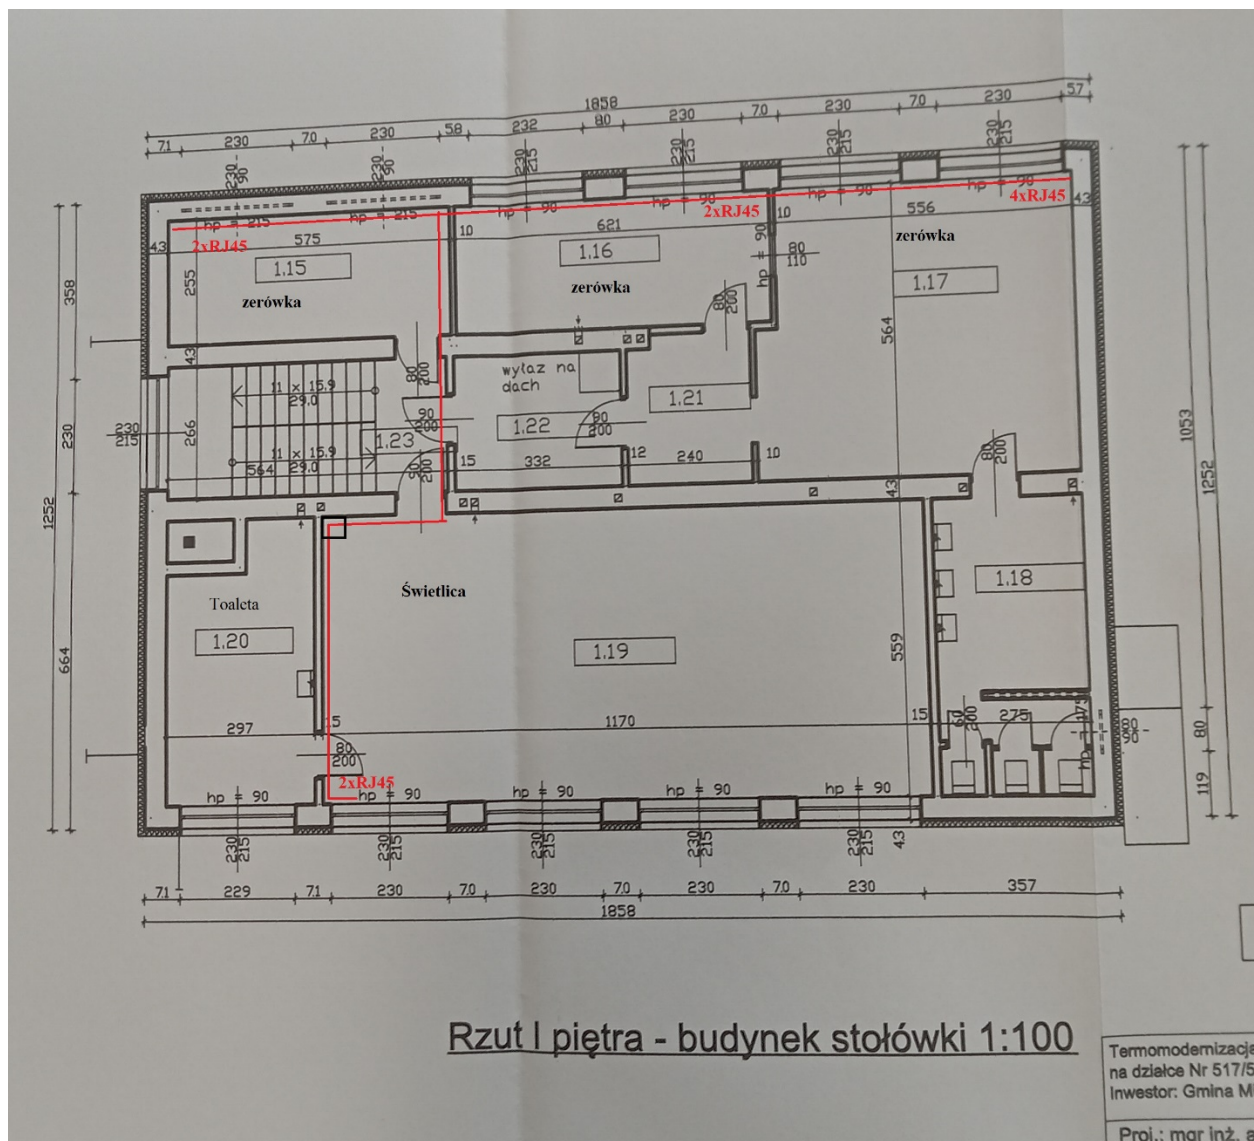 1858
71 230 70 230 58 232 80 230 70 230 70 230 57
230 90 230 90 230 215 230 215 230 215 230 215
hp = 215 hp = 215 hp = 90 hp = 90 hp = 90 hp = 90
2xRJ45 2xRJ45 4xRJ45
43 575 10 621 10 556 43
1.15 1.16 zerówka
1.17
zerówka zerówka
255
hp = 90
80
110
358
43
564
80
200
80
200
wyłaz na
dach
11 x 15.9
29.0
1.21
90
200
1.22
80
200
230
215
266
230
1.23
11 x 15.9
29.0
564
90
200
15 332 12 240 10
43
80
200
1053
1252
1252
Świetlica
Toaleta
1.20
1.18
1.19
559
664
297 15 1170 15
80
200
60
200
275
175
80
90
hp =
80
119
2xRJ45
hp = 90 hp = 90 hp = 90 hp = 90 hp = 90
230 215 230 215 230 215 230 215 230 215
43
71 229 71 230 70 230 70 230 70 230 357
1858
Rzut I piętra - budynek stołówki 1:100
Termomodernizacja
na działce Nr 517/5
Inwestor: Gmina M
Proj.: mgr inż. a